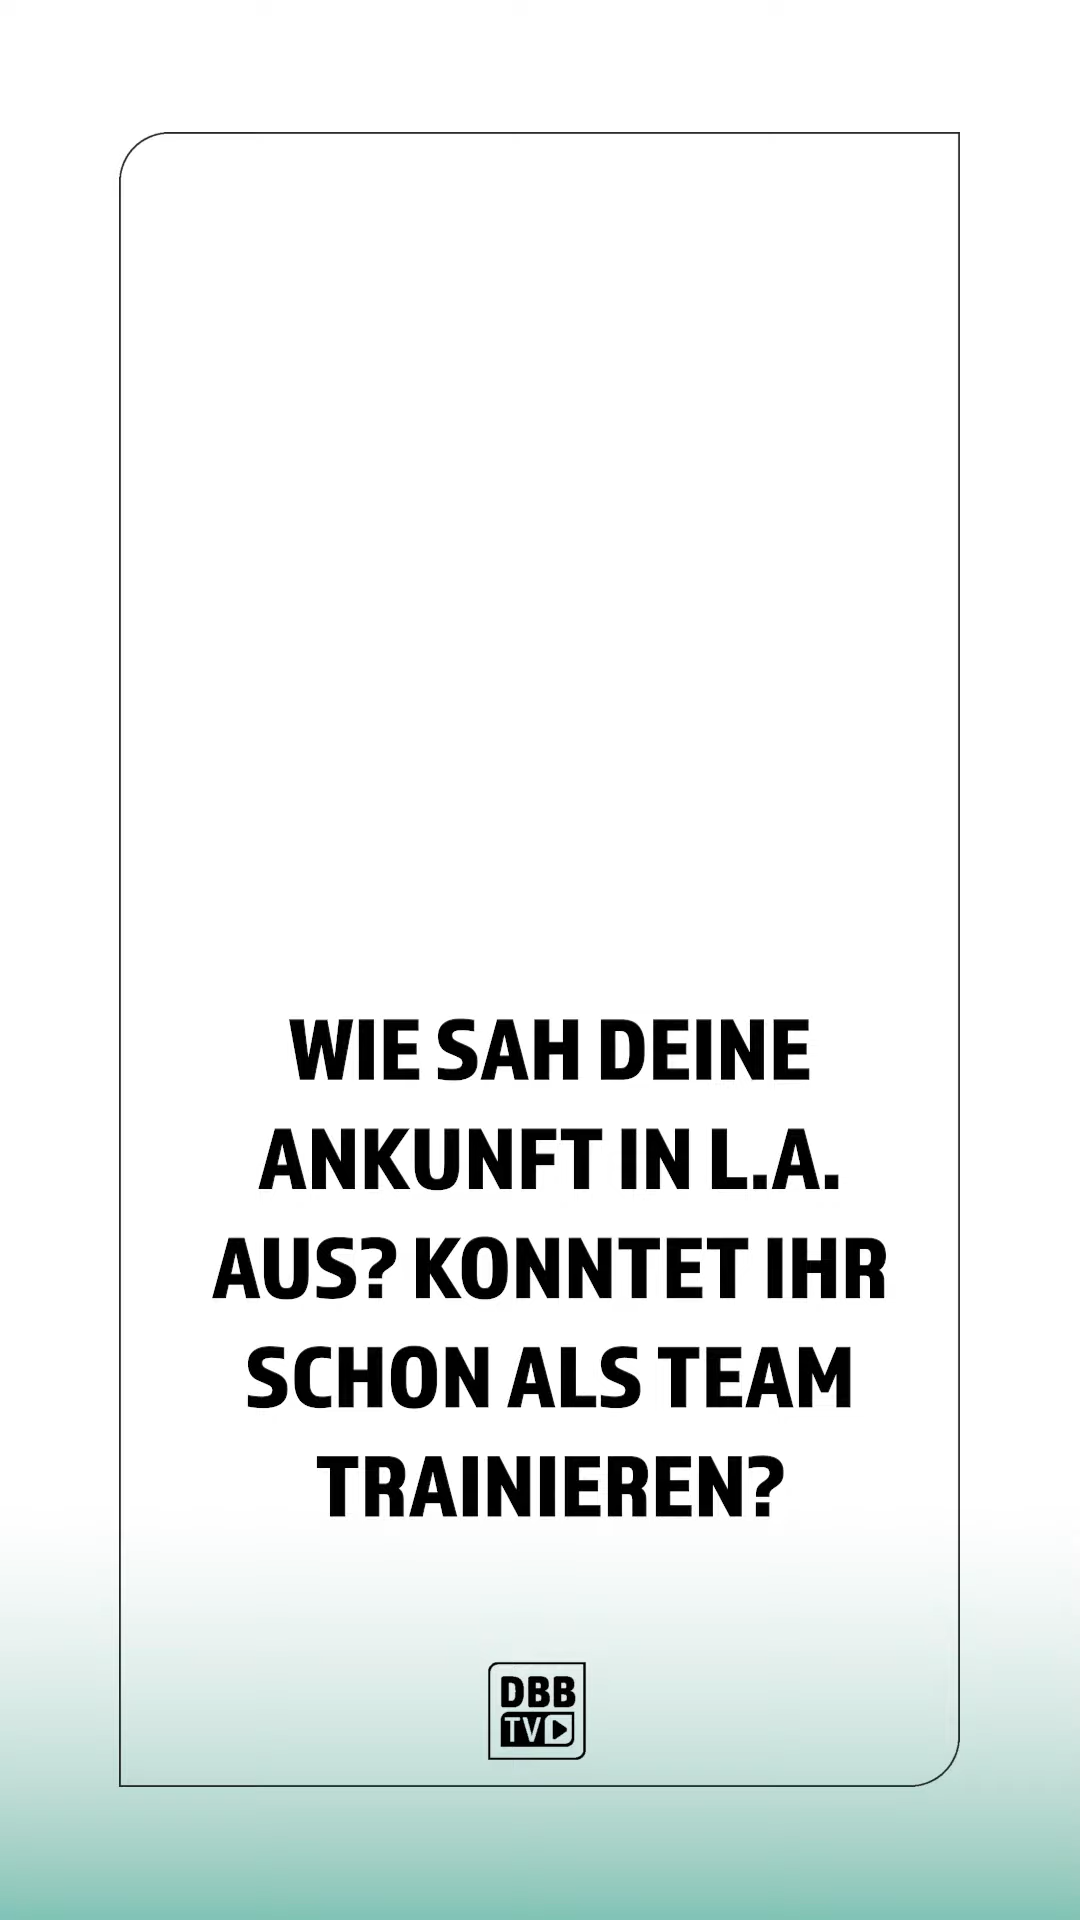 WIE SAH DEINE
ANKUNFT IN L.A.
AUS? KONNTET IHR
SCHON ALS TEAM
TRAINIEREN?
DBB
TV